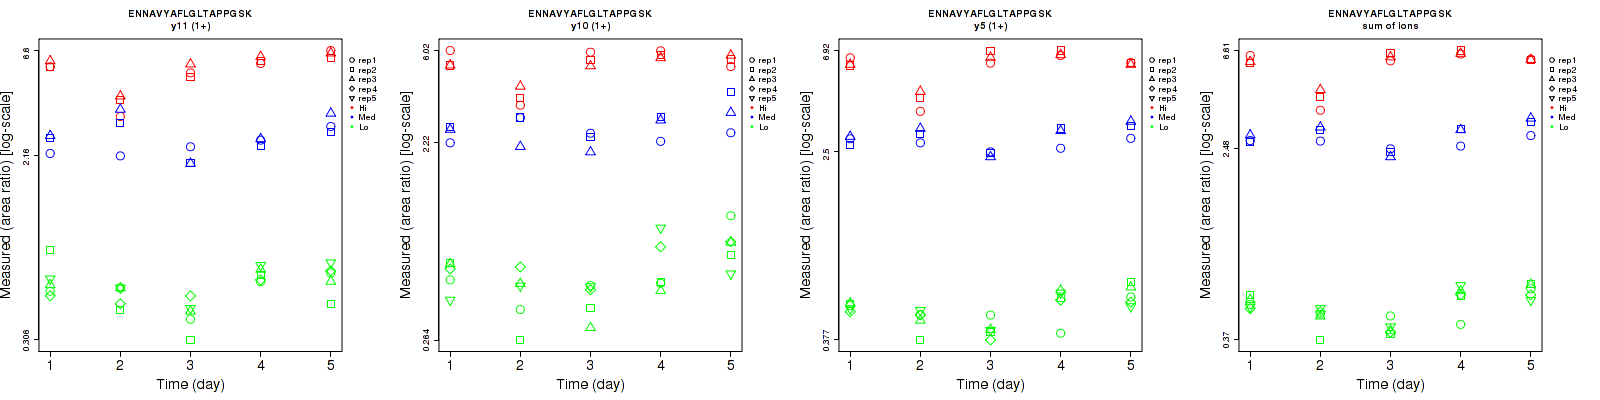 ENNAVYAFLGLTAPPGSK
y11 (1+)
Measured (area ratio) [log-scale]
6.6
2.16
0.306
1 2 3 4 5
Time (day)
rep1
rep2
rep3
rep4
rep5
Hi
Med
Lo
ENNAVYAFLGLTAPPGSK
y10 (1+)
Measured (area ratio) [log-scale]
6.02
2.22
0.264
1 2 3 4 5
Time (day)
rep1
rep2
rep3
rep4
rep5
Hi
Med
Lo
ENNAVYAFLGLTAPPGSK
y5 (1+)
Measured (area ratio) [log-scale]
6.92
2.6
0.377
1 2 3 4 5
Time (day)
rep1
rep2
rep3
rep4
rep5
Hi
Med
Lo
ENNAVYAFLGLTAPPGSK
sum of ions
Measured (area ratio) [log-scale]
6.61
2.48
0.37
1 2 3 4 5
Time (day)
rep1
rep2
rep3
rep4
rep5
Hi
Med
Lo